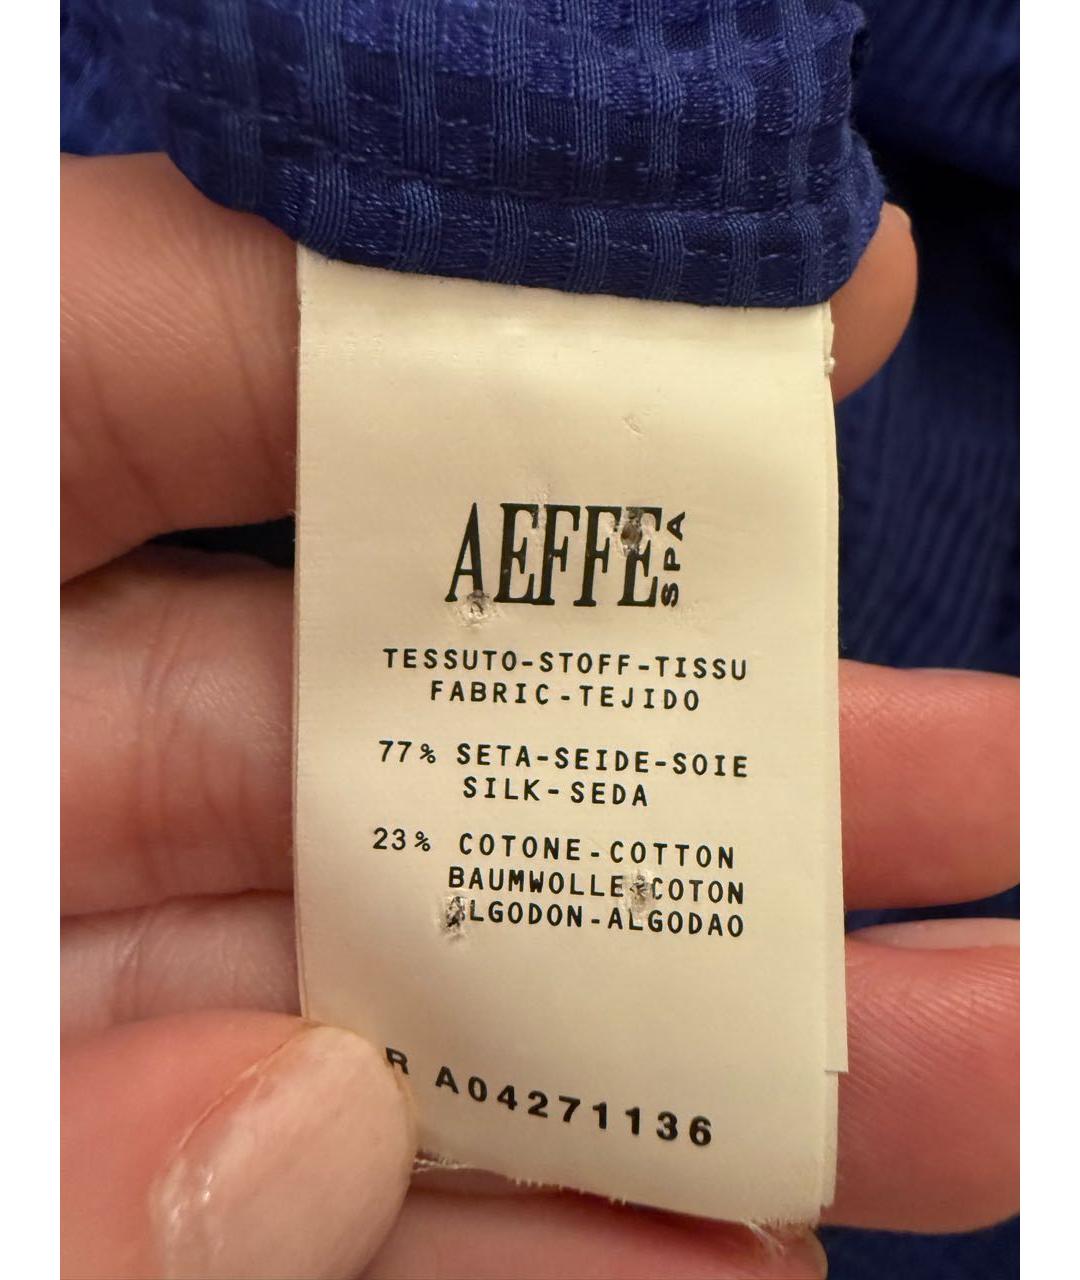 AEFFE SPA
TESSUTO-STOFF-TISSU
FABRIC-TEJIDO
77% SETA-SEIDE-SOIE
SILK-SEDA
23% COTONE-COTTON
BAUMWOLLE-COTON
ALGODON-ALGODAO
R A04271136